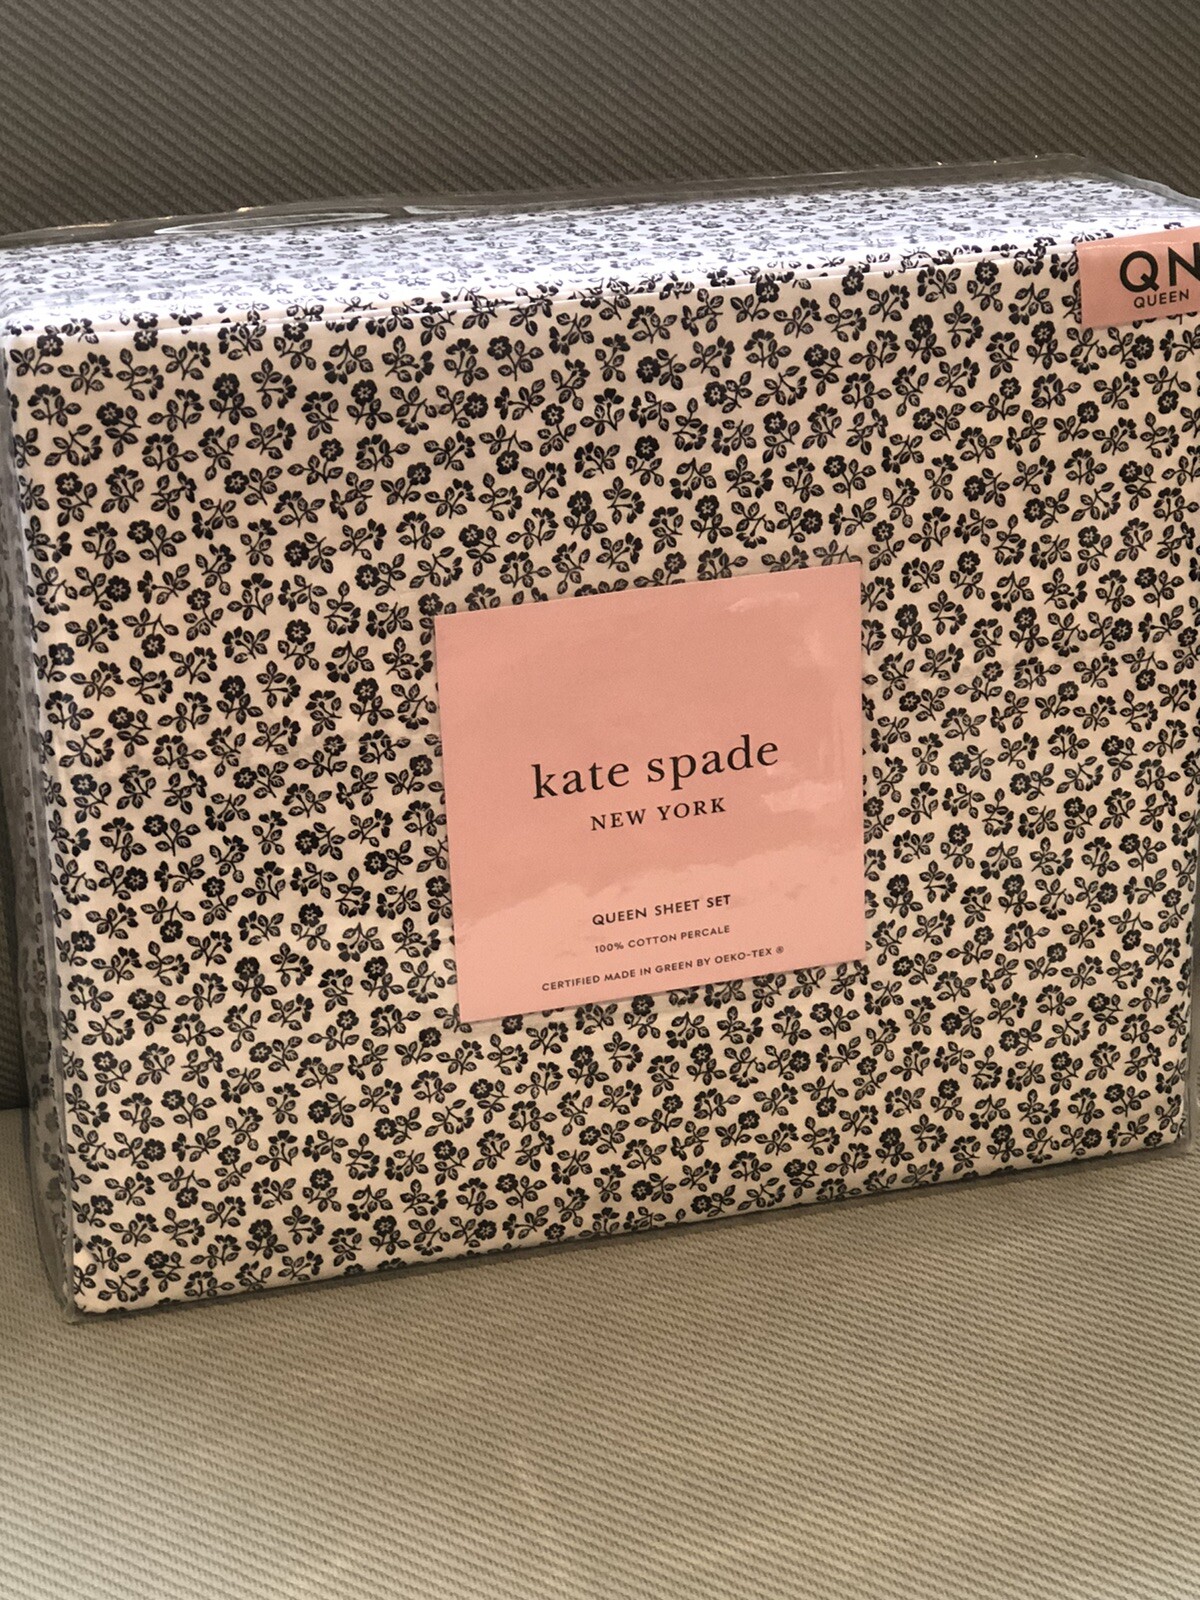 QN
QUEEN
kate spade
NEW YORK
QUEEN SHEET SET
100% COTTON PERCALE
CERTIFIED MADE IN GREEN BY OEKO-TEX ®